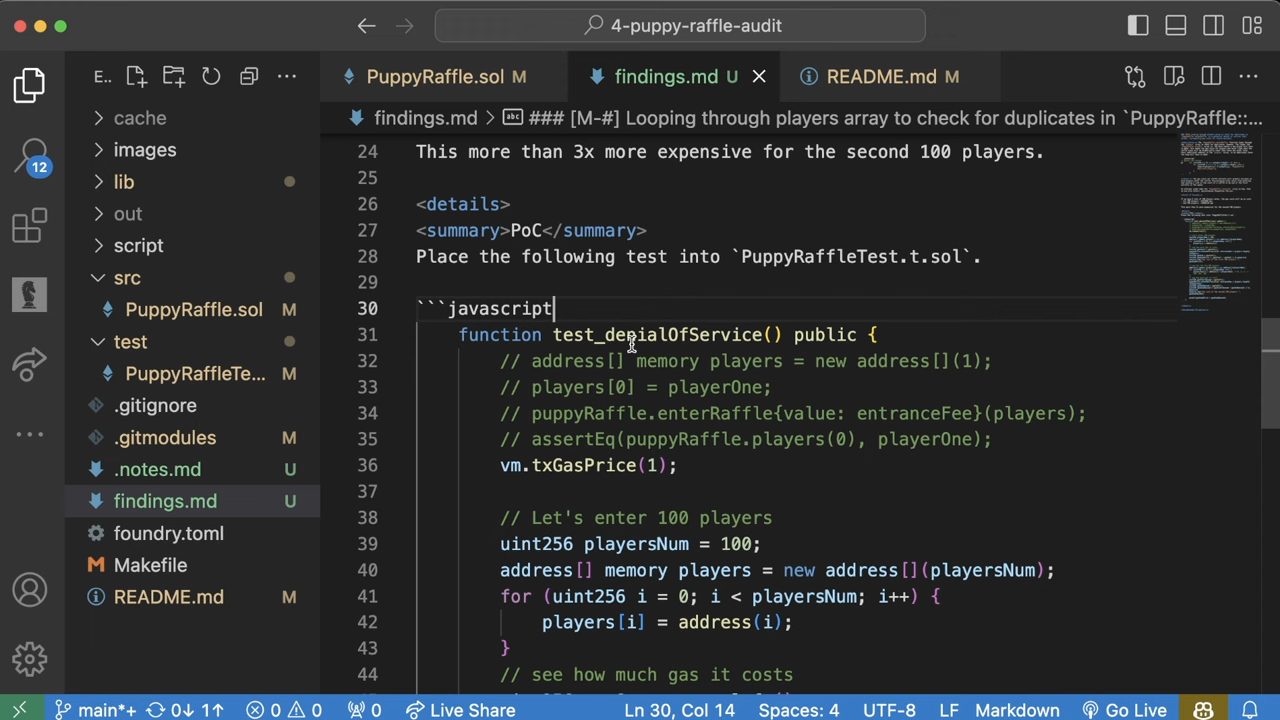 4-puppy-raffle-audit
E..
PuppyRaffle.sol M
findings.md U
README.md M
findings.md > ### [M-#] Looping through players array to check for duplicates in `PuppyRaffle::...
12
cache
images
lib
out
script
src
PuppyRaffle.sol M
test
PuppyRaffleTe... M
.gitignore
.gitmodules M
.notes.md U
findings.md U
foundry.toml
Makefile
README.md M
24 This more than 3x more expensive for the second 100 players.
25
26 <details>
27 <summary>PoC</summary>
28 Place the following test into `PuppyRaffleTest.t.sol`.
29
30 ```javascript
31 function test_denialOfService() public {
32 // address[] memory players = new address[](1);
33 // players[0] = playerOne;
34 // puppyRaffle.enterRaffle{value: entranceFee}(players);
35 // assertEq(puppyRaffle.players(0), playerOne);
36 vm.txGasPrice(1);
37
38 // Let's enter 100 players
39 uint256 playersNum = 100;
40 address[] memory players = new address[](playersNum);
41 for (uint256 i = 0; i < playersNum; i++) {
42 players[i] = address(i);
43 }
44 // see how much gas it costs
main*+ 0↓ 1↑ 0 0 0 Live Share Ln 30, Col 14 Spaces: 4 UTF-8 LF Markdown Go Live